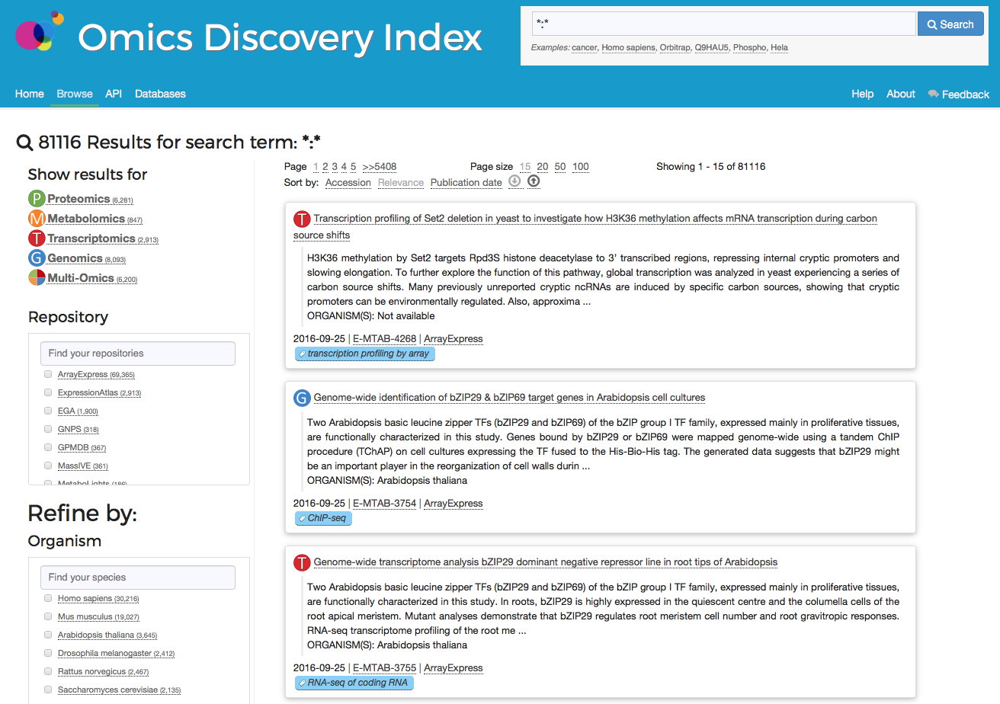 Omics Discovery Index
*:*
Search
Examples: cancer, Homo sapiens, Orbitrap, Q9HAU5, Phospho, Hela
Home Browse API Databases
Help About Feedback
81116 Results for search term: *:*
Show results for
P Proteomics (6,281)
M Metabolomics (847)
T Transcriptomics (2,913)
G Genomics (8,093)
Multi-Omics (6,200)
Repository
Find your repositories
ArrayExpress (69,365)
ExpressionAtlas (2,913)
EGA (1,900)
GNPS (318)
GPMDB (367)
MassIVE (361)
MetaboLights (186)
Refine by:
Organism
Find your species
Homo sapiens (30,216)
Mus musculus (19,027)
Arabidopsis thaliana (3,645)
Drosophila melanogaster (2,412)
Rattus norvegicus (2,467)
Saccharomyces cerevisiae (2,135)
Page 1 2 3 4 5 >>5408
Page size 15 20 50 100
Showing 1 - 15 of 81116
Sort by: Accession Relevance Publication date
T Transcription profiling of Set2 deletion in yeast to investigate how H3K36 methylation affects mRNA transcription during carbon
source shifts
H3K36 methylation by Set2 targets Rpd3S histone deacetylase to 3’ transcribed regions, repressing internal cryptic promoters and
slowing elongation. To further explore the function of this pathway, global transcription was analyzed in yeast experiencing a series of
carbon source shifts. Many previously unreported cryptic ncRNAs are induced by specific carbon sources, showing that cryptic
promoters can be environmentally regulated. Also, approxima ...
ORGANISM(S): Not available
2016-09-25 | E-MTAB-4268 | ArrayExpress
transcription profiling by array
G Genome-wide identification of bZIP29 & bZIP69 target genes in Arabidopsis cell cultures
Two Arabidopsis basic leucine zipper TFs (bZIP29 and bZIP69) of the bZIP group I TF family, expressed mainly in proliferative tissues,
are functionally characterized in this study. Genes bound by bZIP29 or bZIP69 were mapped genome-wide using a tandem ChIP
procedure (TChAP) on cell cultures expressing the TF fused to the His-Bio-His tag. The generated data suggests that bZIP29 might
be an important player in the reorganization of cell walls durin ...
ORGANISM(S): Arabidopsis thaliana
2016-09-25 | E-MTAB-3754 | ArrayExpress
ChIP-seq
T Genome-wide transcriptome analysis bZIP29 dominant negative repressor line in root tips of Arabidopsis
Two Arabidopsis basic leucine zipper TFs (bZIP29 and bZIP69) of the bZIP group I TF family, expressed mainly in proliferative tissues,
are functionally characterized in this study. In roots, bZIP29 is highly expressed in the quiescent centre and the columella cells of the
root apical meristem. Mutant analyses demonstrate that bZIP29 regulates root meristem cell number and root gravitropic responses.
RNA-seq transcriptome profiling of the root me ...
ORGANISM(S): Arabidopsis thaliana
2016-09-25 | E-MTAB-3755 | ArrayExpress
RNA-seq of coding RNA